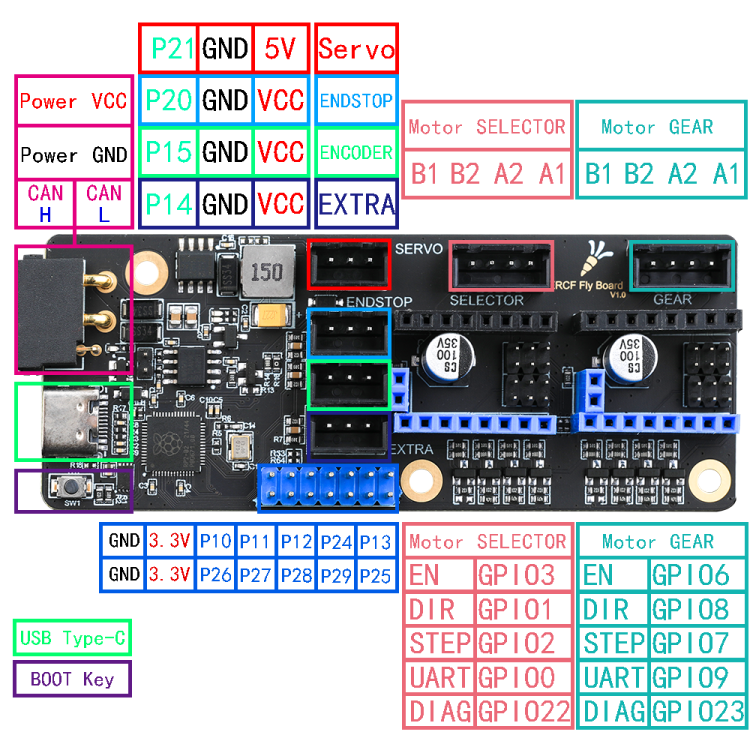 P21 GND 5V Servo
Power VCC P20 GND VCC ENDSTOP
Motor SELECTOR Motor GEAR
Power GND P15 GND VCC ENCODER
B1 B2 A2 A1 B1 B2 A2 A1
CAN H CAN L P14 GND VCC EXTRA
SERVO
150
RCF Fly Board
V1.0
ENDSTOP SELECTOR GEAR
CS
100
35V
CS
100
35V
EXTRA
SW1
GND 3.3V P10 P11 P12 P24 P13
GND 3.3V P26 P27 P28 P29 P25
Motor SELECTOR Motor GEAR
EN GPIO3 EN GPIO6
DIR GPIO1 DIR GPIO8
STEP GPIO2 STEP GPIO7
UART GPIO0 UART GPIO9
DIAG GPIO22 DIAG GPIO23
USB Type-C
BOOT Key